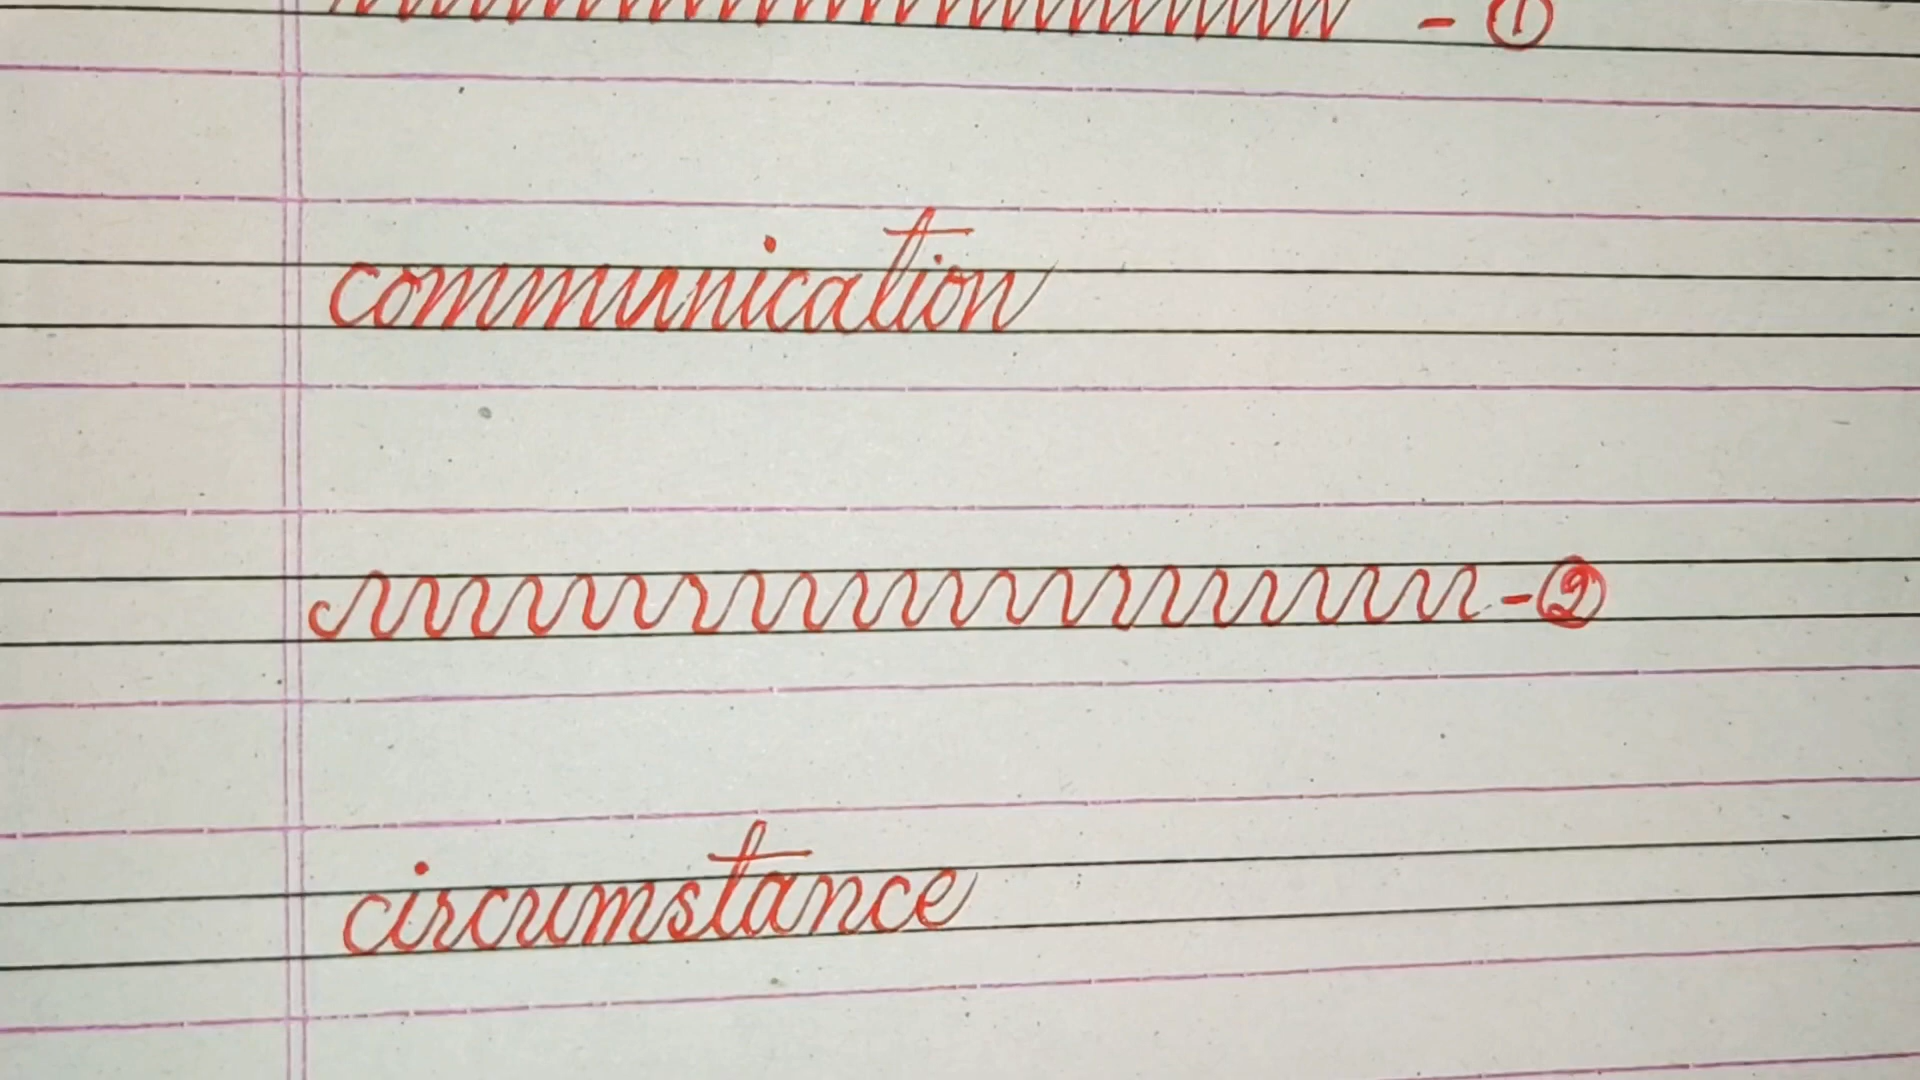 - ①
communication
- ②
circumstance